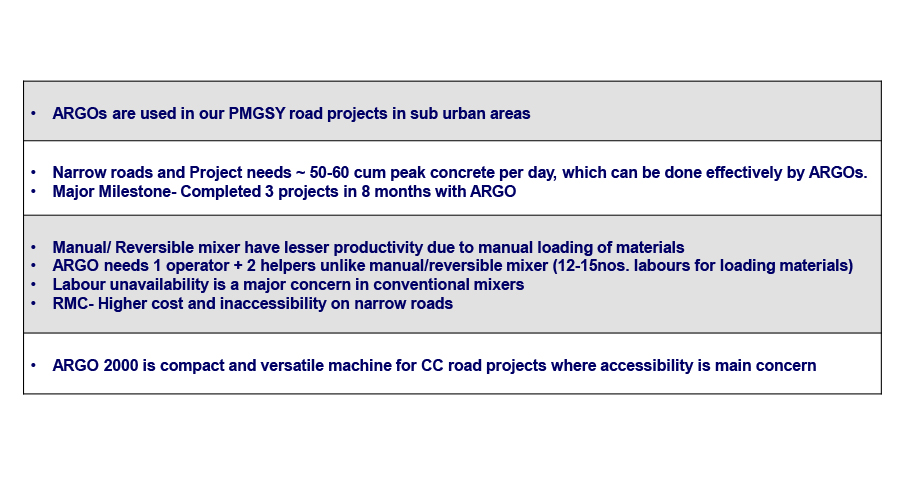 • ARGOs are used in our PMGSY road projects in sub urban areas
• Narrow roads and Project needs ~ 50-60 cum peak concrete per day, which can be done effectively by ARGOs.
• Major Milestone- Completed 3 projects in 8 months with ARGO
• Manual/ Reversible mixer have lesser productivity due to manual loading of materials
• ARGO needs 1 operator + 2 helpers unlike manual/reversible mixer (12-15nos. labours for loading materials)
• Labour unavailability is a major concern in conventional mixers
• RMC- Higher cost and inaccessibility on narrow roads
• ARGO 2000 is compact and versatile machine for CC road projects where accessibility is main concern